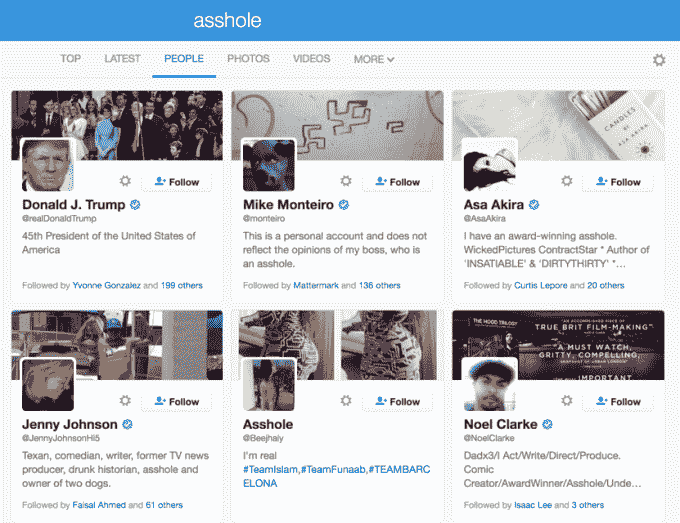 asshole
TOP LATEST PEOPLE PHOTOS VIDEOS MORE
CANDLES
BY
ASA AKIRA
Follow
Donald J. Trump
@realDonaldTrump
45th President of the United States of
America
Followed by Yvonne Gonzalez and 199 others
Follow
Mike Monteiro
@monteiro
This is a personal account and does not
reflect the opinions of my boss, who is
an asshole.
Followed by Mattermark and 136 others
Follow
Asa Akira
@AsaAkira
I have an award-winning asshole.
WickedPictures ContractStar * Author of
'INSATIABLE' & 'DIRTYTHIRTY' *…
Followed by Curtis Lepore and 20 others
Follow
Jenny Johnson
@JennyJohnsonHi5
Texan, comedian, writer, former TV news
producer, drunk historian, asshole and
owner of two dogs.
Followed by Faisal Ahmed and 61 others
Follow
Asshole
@Beejhaiy
I'm real
#TeamIslam,#TeamFunaab,#TEAMBARC
ELONA
THE HOOD TRILOGY
AN ACCOMPLISHED PIECE OF
TRUE BRIT FILM-MAKING"
"A MUST WATCH,
GRITTY, COMPELLING,
IMPORTANT
Follow
Noel Clarke
@NoelClarke
Dadx3/I Act/Write/Direct/Produce.
Comic
Creator/AwardWinner/Asshole/Unde…
Followed by Isaac Lee and 3 others